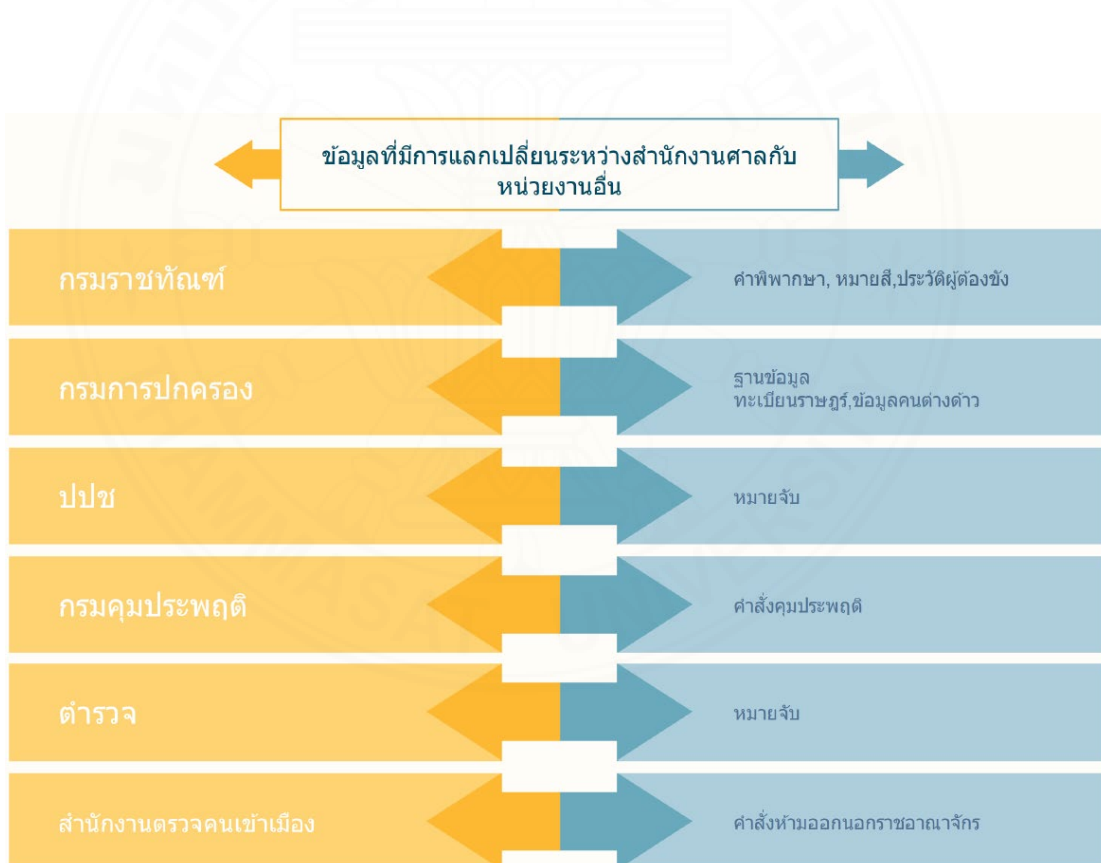 ข้อมูลที่มีการแลกเปลี่ยนระหว่างสำนักงานศาลกับ
หน่วยงานอื่น
กรมราชทัณฑ์
คำพิพากษา, หมายสี,ประวัติผู้ต้องขัง
กรมการปกครอง
ฐานข้อมูล
ทะเบียนราษฎร์,ข้อมูลคนต่างด้าว
ปปช
หมายจับ
กรมคุมประพฤติ
คำสั่งคุมประพฤติ
ตำรวจ
หมายจับ
สำนักงานตรวจคนเข้าเมือง
คำสั่งห้ามออกนอกราชอาณาจักร
THAMMASAT UNIVERSITY